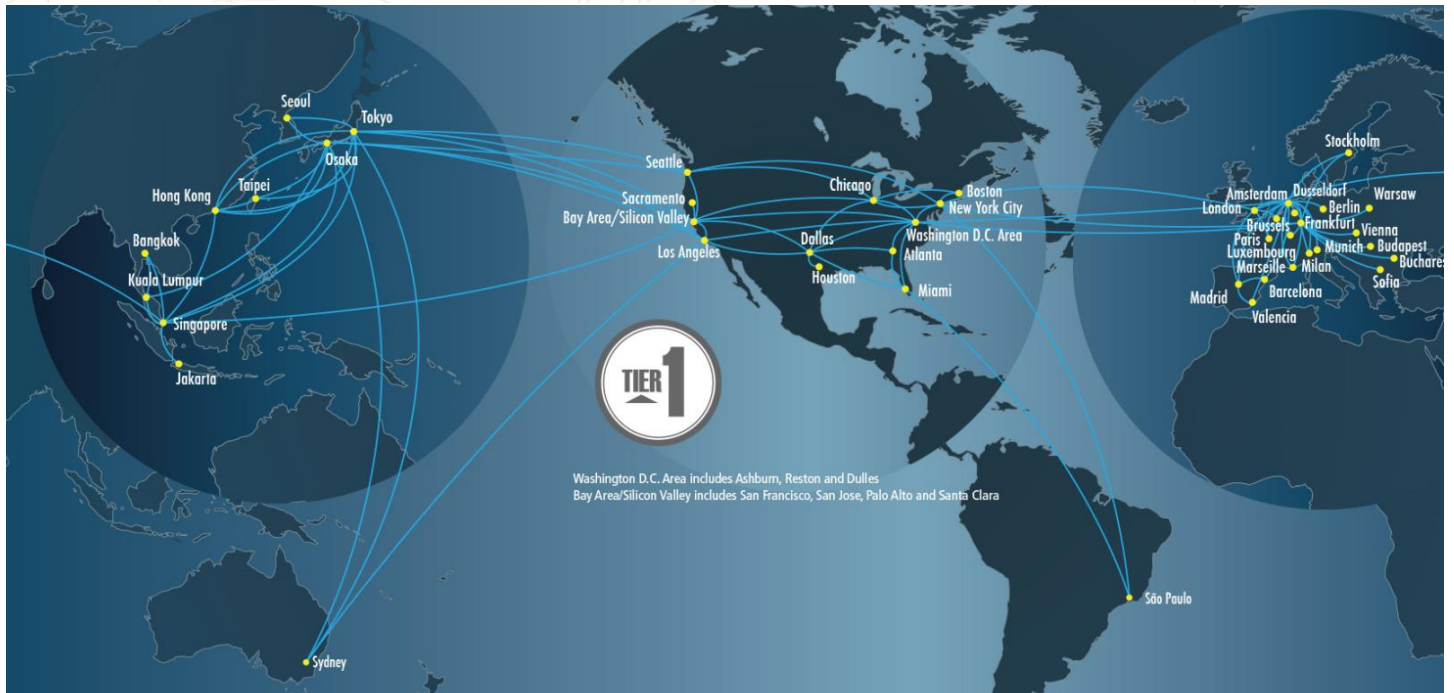 Seoul
Tokyo
Osaka
Taipei
Hong Kong
Bangkok
Kuala Lumpur
Singapore
Jakarta
Sydney
Seattle
Sacramento
Bay Area/Silicon Valley
Los Angeles
Chicago
Boston
New York City
Washington D.C. Area
Dallas
Atlanta
Houston
Miami
São Paulo
TIER 1
Washington D.C. Area includes Ashburn, Reston and Dulles
Bay Area/Silicon Valley includes San Francisco, San Jose, Palo Alto and Santa Clara
Stockholm
Amsterdam
Dusseldorf
London
Berlin
Warsaw
Brussels
Frankfurt
Paris
Vienna
Luxembourg
Munich
Budapest
Marseille
Milan
Buchares
Sofia
Madrid
Barcelona
Valencia